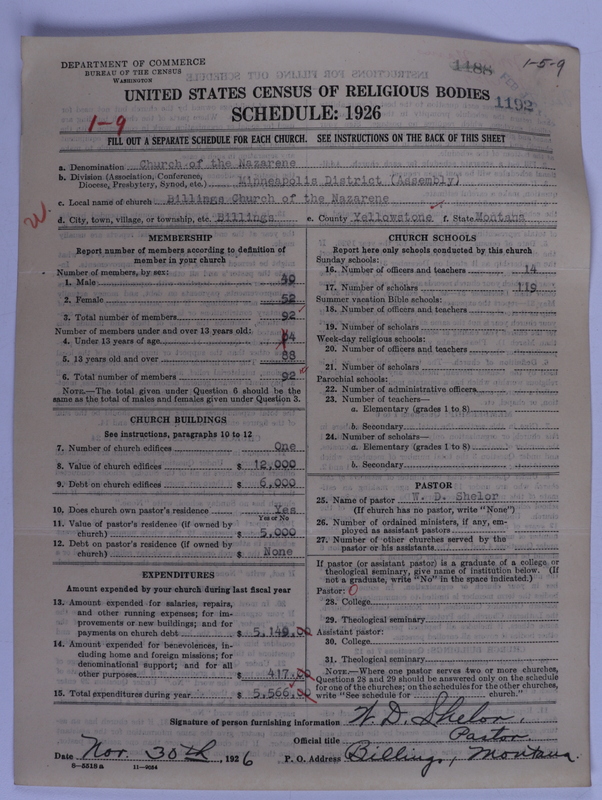 DEPARTMENT OF COMMERCE
BUREAU OF THE CENSUS
WASHINGTON
1188
1-5-9
UNITED STATES CENSUS OF RELIGIOUS BODIES
1192
SCHEDULE: 1926
1-9
FILL OUT A SEPARATE SCHEDULE FOR EACH CHURCH. SEE INSTRUCTIONS ON THE BACK OF THIS SHEET
a. Denomination Church of the Nazarene
b. Division (Association, Conference, Diocese, Presbytery, Synod, etc.) Minneapolis District (Assembly)
c. Local name of church Billings Church of the Nazarene
W.
d. City, town, village, or township, etc. Billings e. County Yellowstone f. State Montana
MEMBERSHIP
Report number of members according to definition of
member in your church
Number of members, by sex:
1. Male 40
2. Female 52
3. Total number of members 92
Number of members under and over 13 years old:
4. Under 13 years of age 4
5. 13 years old and over 88
6. Total number of members 92
NOTE.—The total given under Question 6 should be the
same as the total of males and females given under Question 3.
CHURCH BUILDINGS
See instructions, paragraphs 10 to 12
7. Number of church edifices One
8. Value of church edifices $ 12,000
9. Debt on church edifices $ 6,000
10. Does church own pastor's residence Yes
Yes or No
11. Value of pastor's residence (if owned by
church) $ 5,000
12. Debt on pastor's residence (if owned by
church) $ None
EXPENDITURES
Amount expended by your church during last fiscal year
13. Amount expended for salaries, repairs,
and other running expenses; for im-
provements or new buildings; and for
payments on church debt $ 5,149.00
14. Amount expended for benevolences, in-
cluding home and foreign missions; for
denominational support; and for all
other purposes $ 417.00
15. Total expenditures during year $ 5,566.00
CHURCH SCHOOLS
Report here only schools conducted by this church
Sunday schools:
16. Number of officers and teachers 14
17. Number of scholars 119
Summer vacation Bible schools:
18. Number of officers and teachers
19. Number of scholars
Week-day religious schools:
20. Number of officers and teachers
21. Number of scholars
Parochial schools:
22. Number of administrative officers
23. Number of teachers—
a. Elementary (grades 1 to 8)
b. Secondary
24. Number of scholars—
a. Elementary (grades 1 to 8)
b. Secondary
PASTOR
25. Name of pastor W. D. Shelor
(If church has no pastor, write "None")
26. Number of ordained ministers, if any, em-
ployed as assistant pastors
27. Number of other churches served by the
pastor or his assistants
If pastor (or assistant pastor) is a graduate of a college or
theological seminary, give name of institution below. (If
not a graduate, write "No" in the space indicated.)
Pastor: 0
28. College
29. Theological seminary
Assistant pastor:
30. College
31. Theological seminary
NOTE.—Where one pastor serves two or more churches,
Questions 28 and 29 should be answered only on the schedule
for one of the churches; on the schedules for the other churches,
write "See schedule for church."
Signature of person furnishing information W. D. Shelor.
Official title Pastor.
Date Nov. 30th, 1926 P. O. Address Billings, Montana.
8—5518 a 11—9054